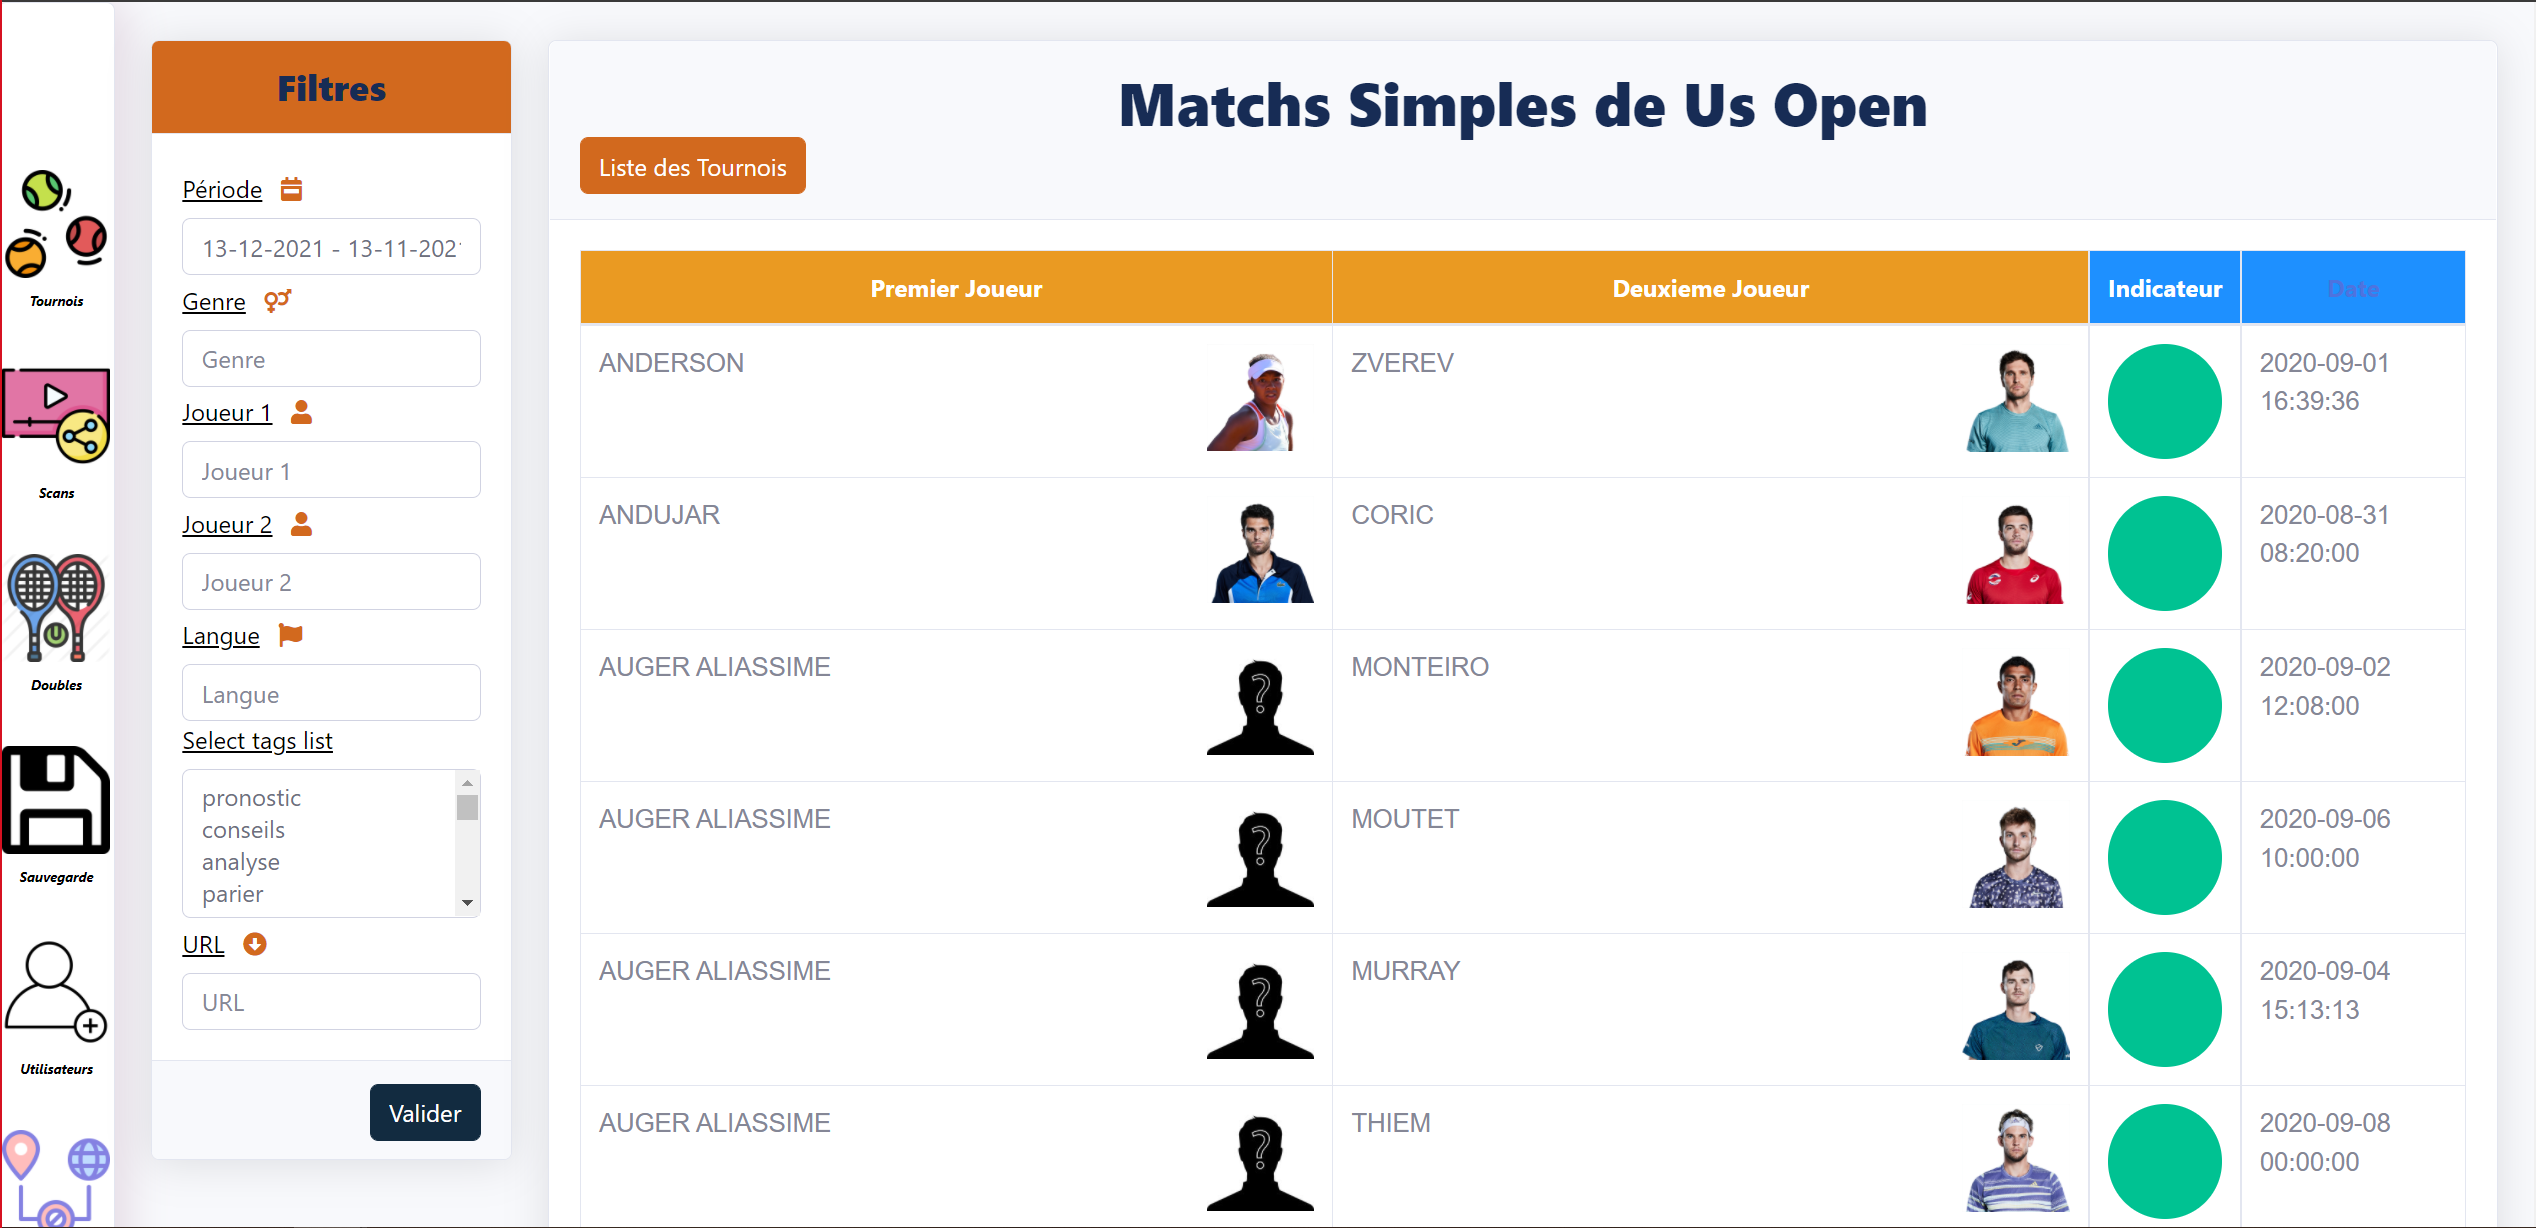 Tournois
Scans
Doubles
Sauvegarde
Utilisateurs
Filtres
Période
13-12-2021 - 13-11-202
Genre
Genre
Joueur 1
Joueur 1
Joueur 2
Joueur 2
Langue
Langue
Select tags list
pronostic
conseils
analyse
parier
URL
URL
Valider
Matchs Simples de Us Open
Liste des Tournois
Premier Joueur Deuxieme Joueur Indicateur Date
ANDERSON ZVEREV 2020-09-01
16:39:36
ANDUJAR CORIC 2020-08-31
08:20:00
AUGER ALIASSIME MONTEIRO 2020-09-02
12:08:00
AUGER ALIASSIME MOUTET 2020-09-06
10:00:00
AUGER ALIASSIME MURRAY 2020-09-04
15:13:13
AUGER ALIASSIME THIEM 2020-09-08
00:00:00